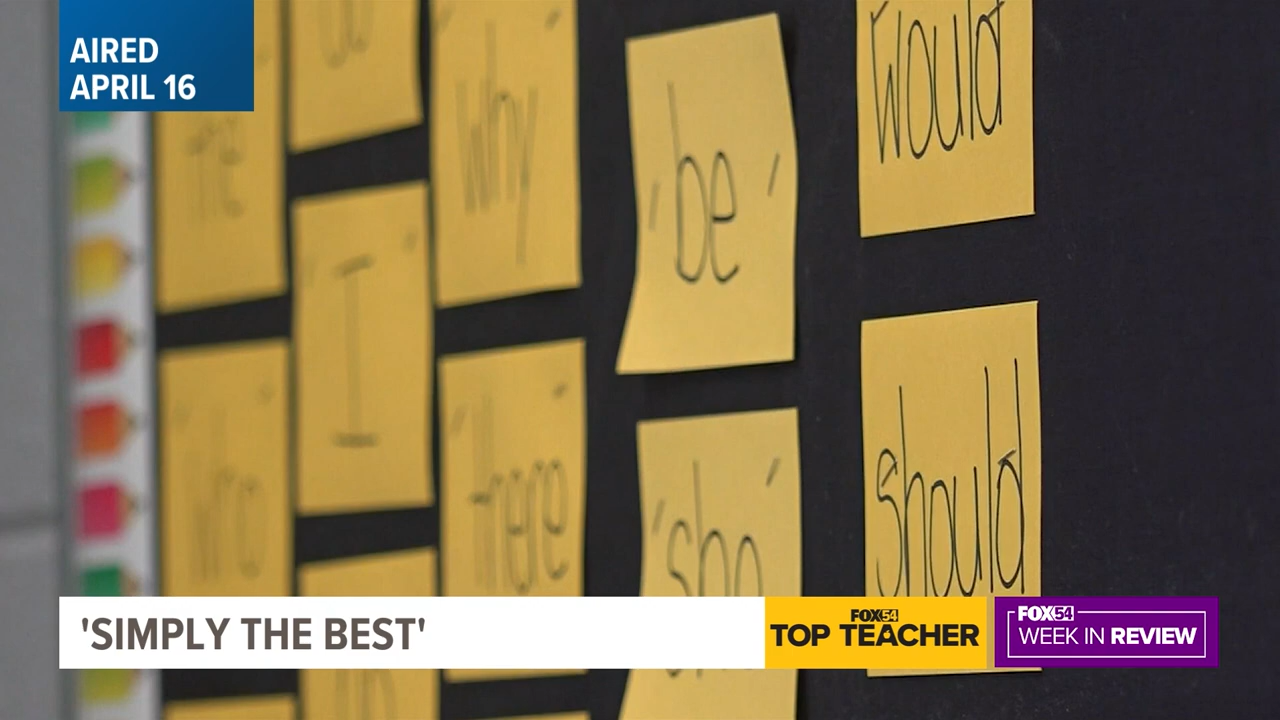 AIRED
APRIL 16
'why'
'be'
would
I
there
'she
should
'SIMPLY THE BEST'
FOX54
TOP TEACHER
FOX54
WEEK IN REVIEW